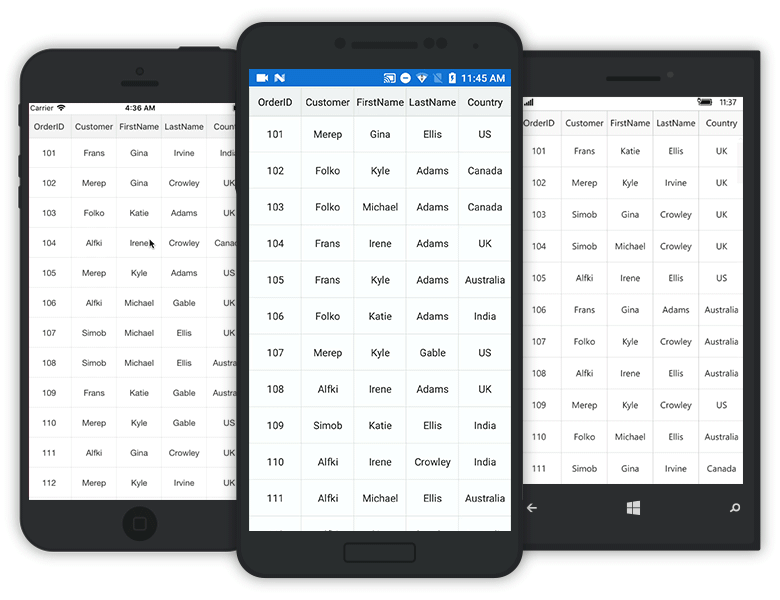 Carrier 4:36 AM
OrderID Customer FirstName LastName Count
101 Frans Gina Irvine Indi
102 Merep Gina Crowley UK
103 Folko Katie Adams UK
104 Alfki Irene Crowley Cana
105 Merep Kyle Adams US
106 Alfki Michael Gable UK
107 Simob Michael Ellis UK
108 Simob Michael Ellis Austra
109 Frans Katie Gable Austra
110 Merep Kyle Gable US
111 Alfki Gina Crowley UK
112 Merep Kyle Irvine UK
11:45 AM
OrderID Customer FirstName LastName Country
101 Merep Gina Ellis US
102 Folko Kyle Adams Canada
103 Folko Michael Adams Canada
104 Frans Irene Adams UK
105 Frans Kyle Adams Australia
106 Folko Katie Adams India
107 Merep Kyle Gable US
108 Alfki Irene Adams UK
109 Simob Katie Ellis India
110 Alfki Irene Crowley India
111 Alfki Michael Ellis Australia
11:37
OrderID Customer FirstName LastName Country
101 Frans Katie Ellis UK
102 Merep Kyle Irvine UK
103 Simob Gina Crowley UK
104 Simob Michael Crowley UK
105 Alfki Irene Ellis US
106 Frans Gina Adams Australia
107 Folko Kyle Crowley Australia
108 Alfki Irene Ellis Australia
109 Merep Kyle Crowley US
110 Folko Michael Ellis Australia
111 Simob Gina Irvine Canada